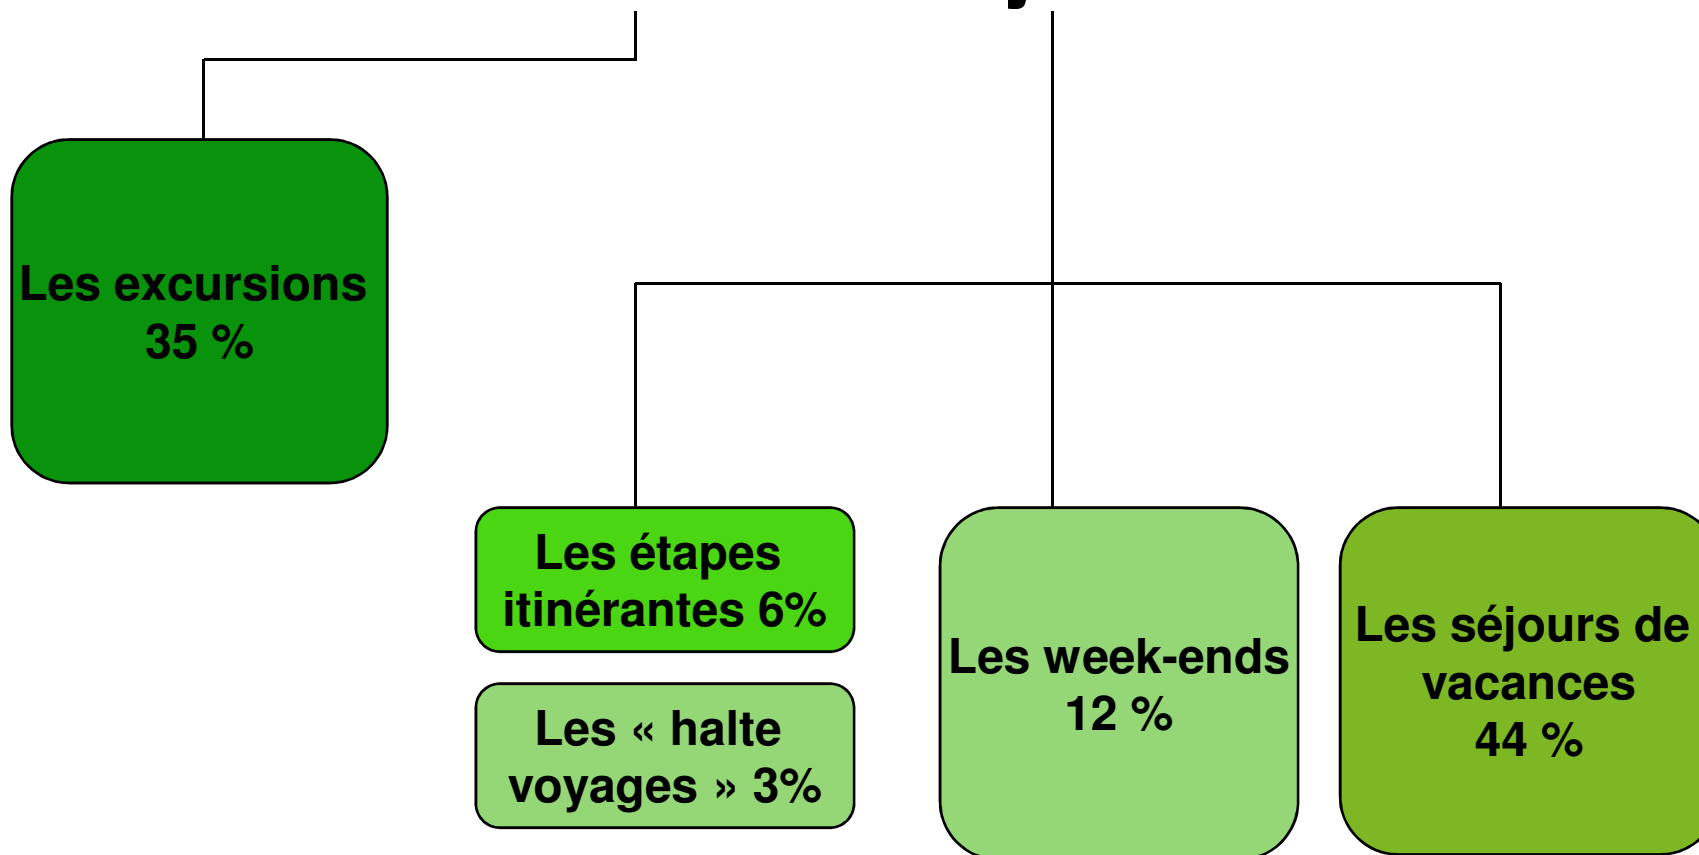 Les excursions
35 %
Les étapes
itinérantes 6%
Les « halte
voyages » 3%
Les week-ends
12 %
Les séjours de
vacances
44 %